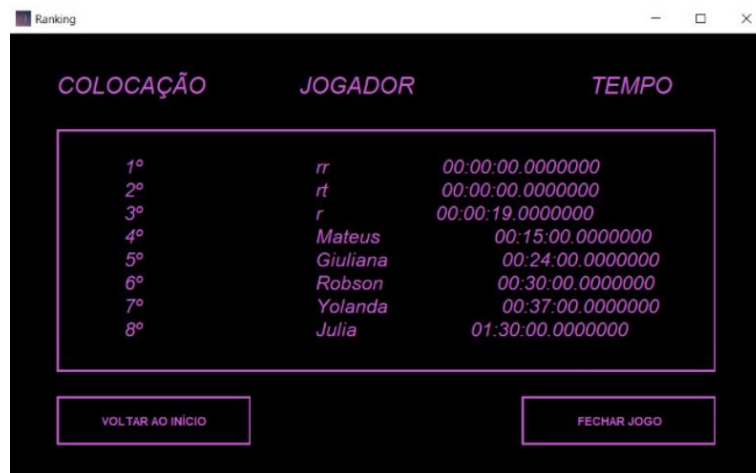 Ranking
COLOCAÇÃO JOGADOR TEMPO
1º rr 00:00:00.0000000
2º rt 00:00:00.0000000
3º r 00:00:19.0000000
4º Mateus 00:15:00.0000000
5º Giuliana 00:24:00.0000000
6º Robson 00:30:00.0000000
7º Yolanda 00:37:00.0000000
8º Julia 01:30:00.0000000
VOLTAR AO INÍCIO FECHAR JOGO